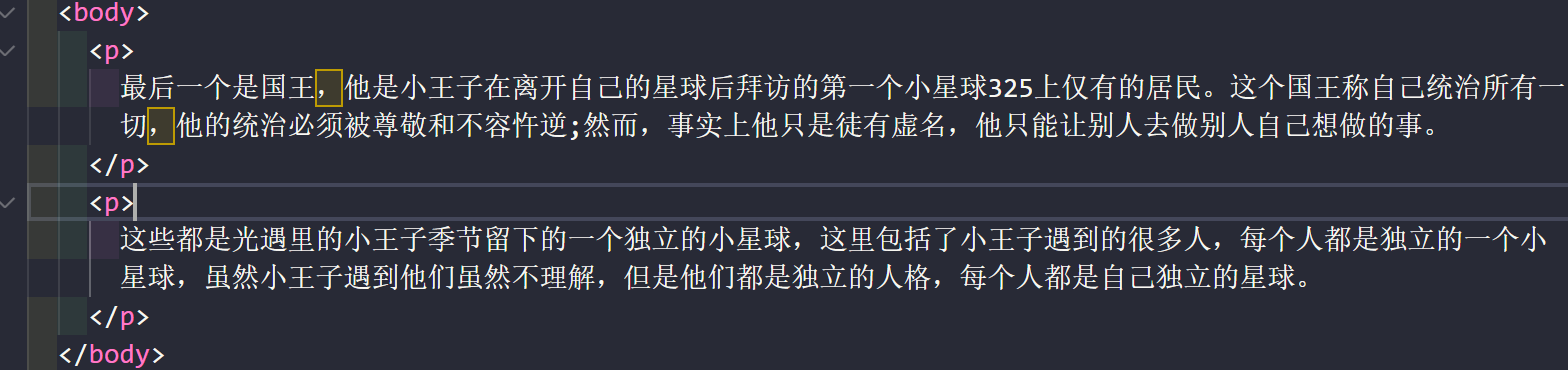 <body>
<p>
最后一个是国王，他是小王子在离开自己的星球后拜访的第一个小星球325上仅有的居民。这个国王称自己统治所有一
切，他的统治必须被尊敬和不容忤逆;然而，事实上他只是徒有虚名，他只能让别人去做别人自己想做的事。
</p>
<p>
这些都是光遇里的小王子季节留下的一个独立的小星球，这里包括了小王子遇到的很多人，每个人都是独立的一个小
星球，虽然小王子遇到他们虽然不理解，但是他们都是独立的人格，每个人都是自己独立的星球。
</p>
</body>